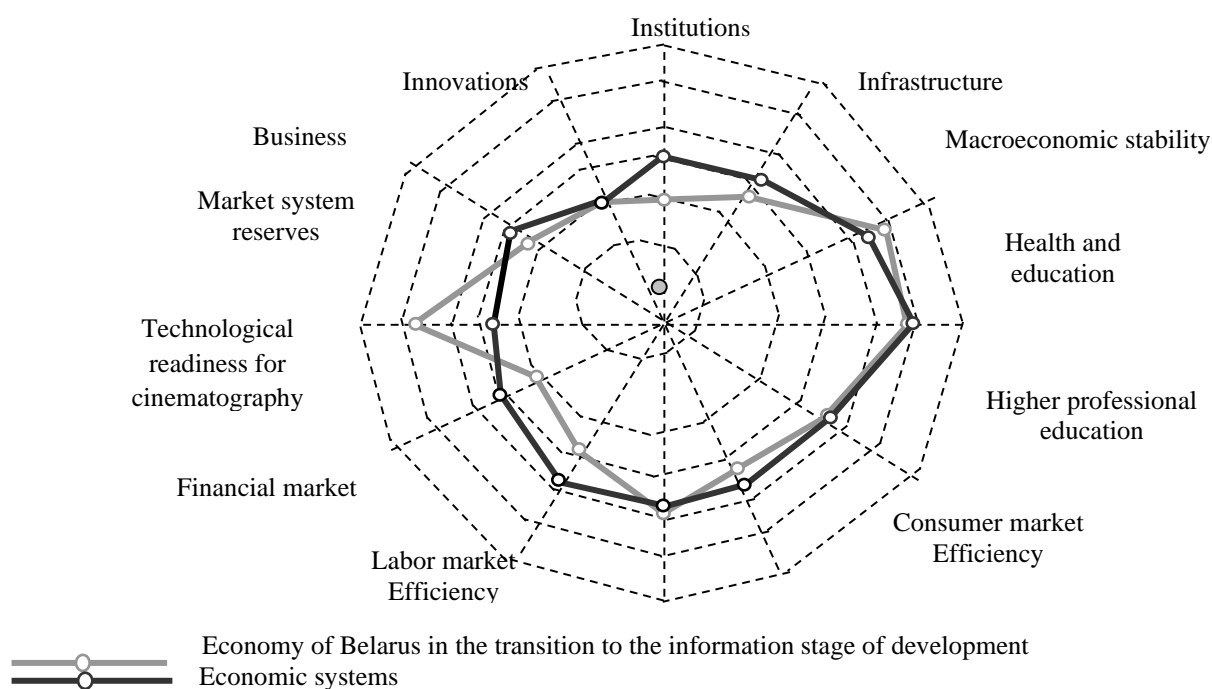 Institutions
Innovations
Infrastructure
Business
Macroeconomic stability
Market system
reserves
Health and
education
Technological
readiness for
cinematography
Higher professional
education
Financial market
Consumer market
Efficiency
Labor market
Efficiency
Economy of Belarus in the transition to the information stage of development
Economic systems